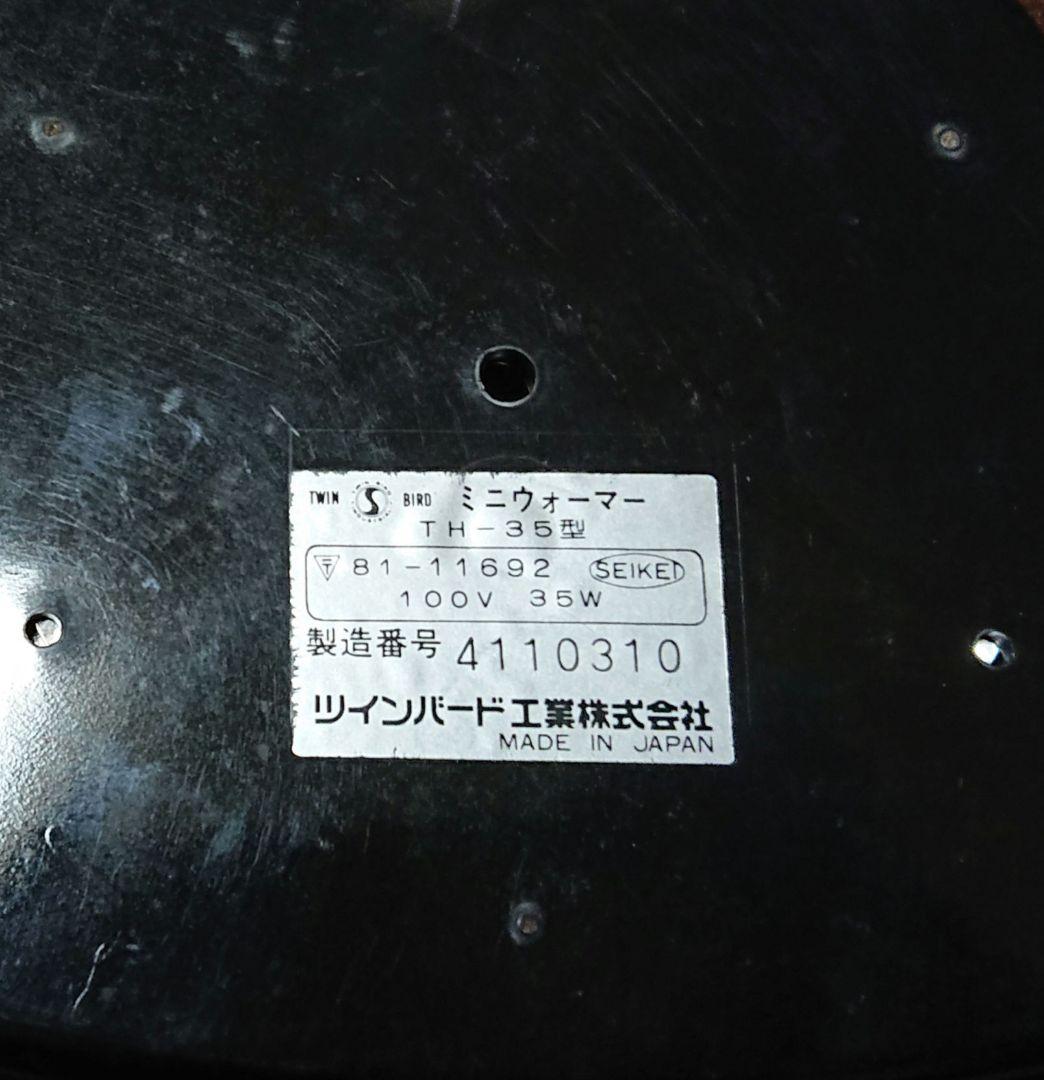 TWIN S BIRD ミニウォーマー
TH-35型
〒 81-11692 SEIKEI
100V 35W
製造番号 4110310
ツインバード工業株式会社
MADE IN JAPAN